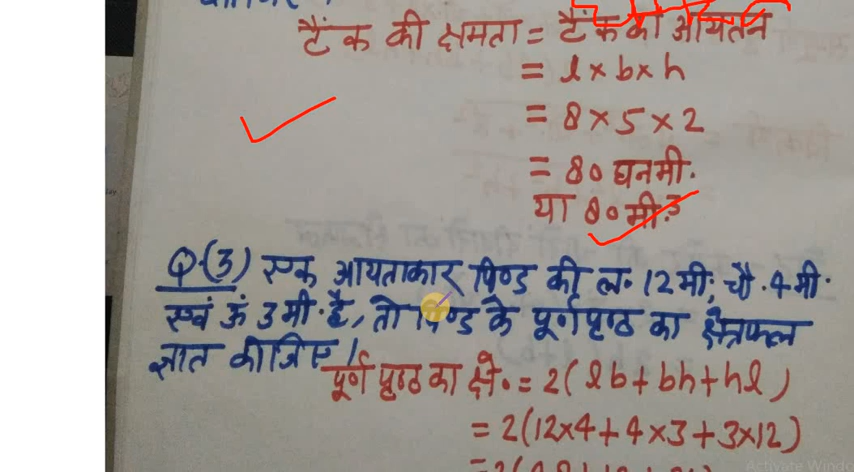 टैंक की क्षमता = टैंक का आयतन
= l × b × h
= 8 × 5 × 2
= 80 घनमी.
या 80 मी.³
Q.(3) एक आयताकार पिण्ड की ल. 12 मी., चौ. 4 मी.
एवं ऊं 3 मी. है, तो पिण्ड के पूर्ण पृष्ठ का क्षेत्रफल
ज्ञात कीजिए।
पूर्ण पृष्ठ का क्षे. = 2(lb + bh + hl)
= 2(12×4 + 4×3 + 3×12)